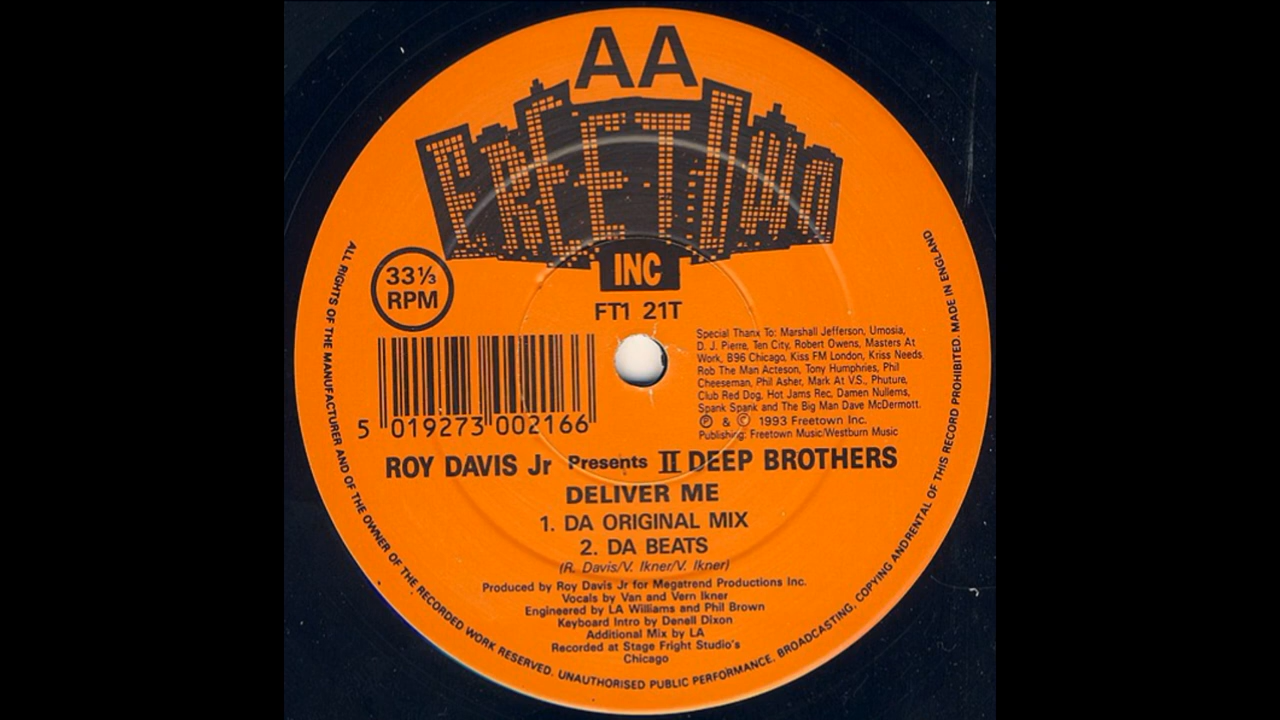 AA
FREETOWN
INC
FT1 21T
33⅓
RPM
Special Thanx To: Marshall Jefferson, Umosia,
D. J. Pierre, Ten City, Robert Owens, Masters At
Work, B96 Chicago, Kiss FM London, Kriss Needs,
Rob The Man Acteson, Tony Humphries, Phil
Cheeseman, Phil Asher, Mark At V.S., Phuture,
Club Red Dog, Hot Jams Rec, Damen Nullems,
Spank Spank and The Big Man Dave McDermott.
℗ & © 1993 Freetown Inc.
Publishing: Freetown Music/Westburn Music
5 019273 002166
ROY DAVIS Jr Presents II DEEP BROTHERS
DELIVER ME
1. DA ORIGINAL MIX
2. DA BEATS
(R. Davis/V. Ikner/V. Ikner)
Produced by Roy Davis Jr for Megatrend Productions Inc.
Vocals by Van and Vern Ikner
Engineered by LA Williams and Phil Brown
Keyboard Intro by Denell Dixon
Additional Mix by LA
Recorded at Stage Fright Studio's
Chicago
ALL RIGHTS OF THE MANUFACTURER AND OF THE OWNER OF THE RECORDED WORK RESERVED. UNAUTHORISED PUBLIC PERFORMANCE, BROADCASTING, COPYING AND RENTAL OF THIS RECORD PROHIBITED. MADE IN ENGLAND